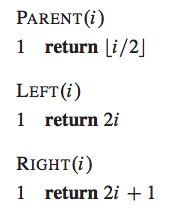 PARENT(i)
1 return ⌊i/2⌋
LEFT(i)
1 return 2i
RIGHT(i)
1 return 2i + 1